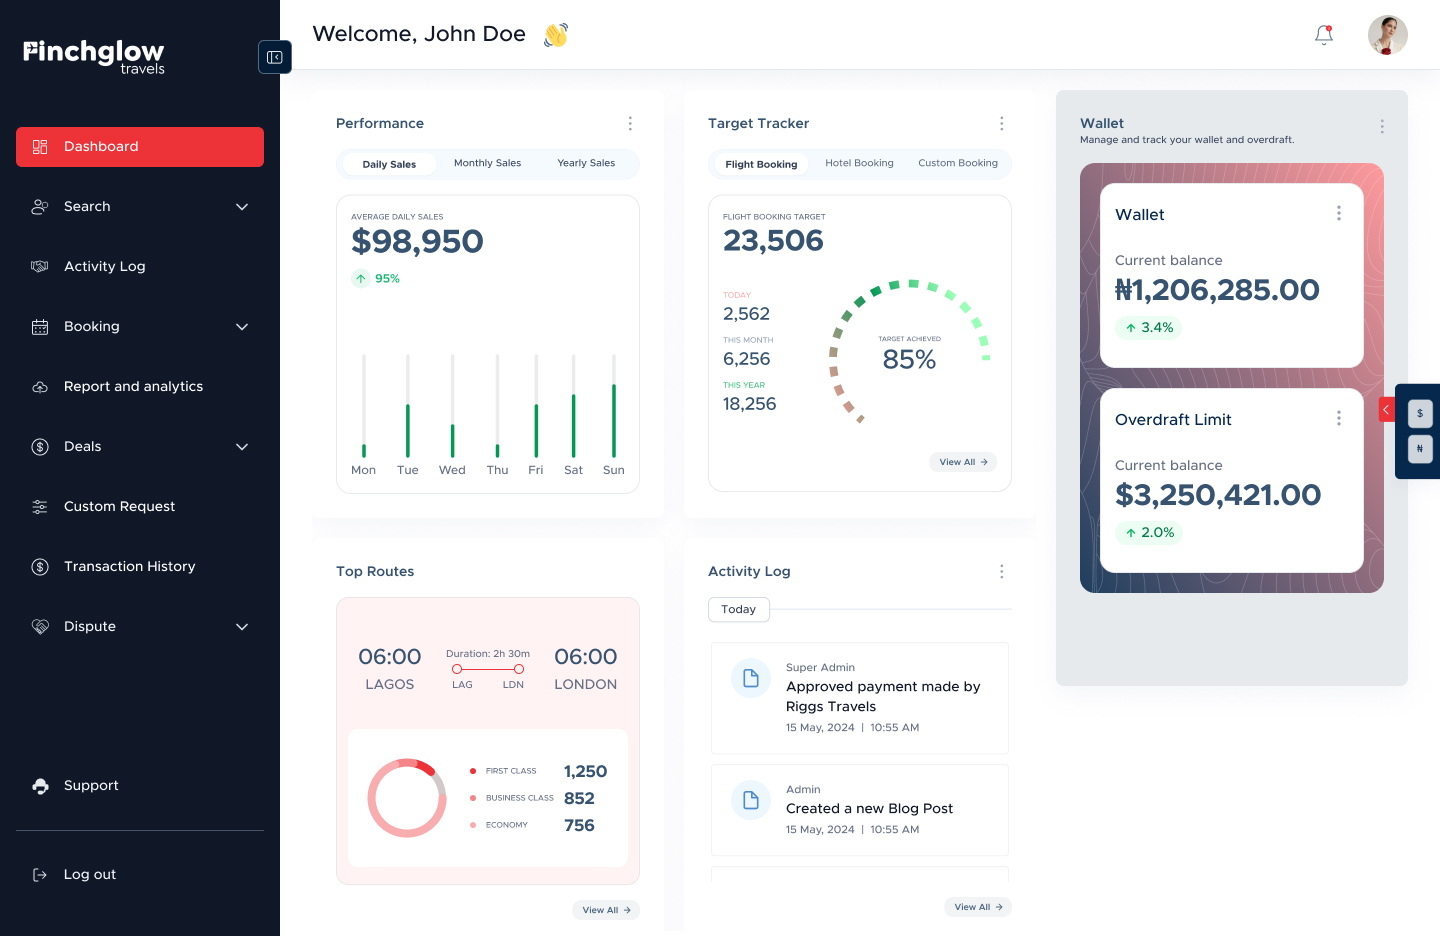 Finchglow
travels
Dashboard
Search
Activity Log
Booking
Report and analytics
Deals
Custom Request
Transaction History
Dispute
Support
Log out
Welcome, John Doe
Performance
Daily Sales
Monthly Sales
Yearly Sales
AVERAGE DAILY SALES
$98,950
95%
Mon
Tue
Wed
Thu
Fri
Sat
Sun
Target Tracker
Flight Booking
Hotel Booking
Custom Booking
FLIGHT BOOKING TARGET
23,506
TODAY
2,562
THIS MONTH
6,256
THIS YEAR
18,256
TARGET ACHIEVED
85%
View All
Wallet
Manage and track your wallet and overdraft.
Wallet
Current balance
₦1,206,285.00
3.4%
Overdraft Limit
Current balance
$3,250,421.00
2.0%
$
₦
Top Routes
06:00
LAGOS
Duration: 2h 30m
LAG
LDN
06:00
LONDON
FIRST CLASS 1,250
BUSINESS CLASS 852
ECONOMY 756
View All
Activity Log
Today
Super Admin
Approved payment made by
Riggs Travels
15 May, 2024 | 10:55 AM
Admin
Created a new Blog Post
15 May, 2024 | 10:55 AM
View All